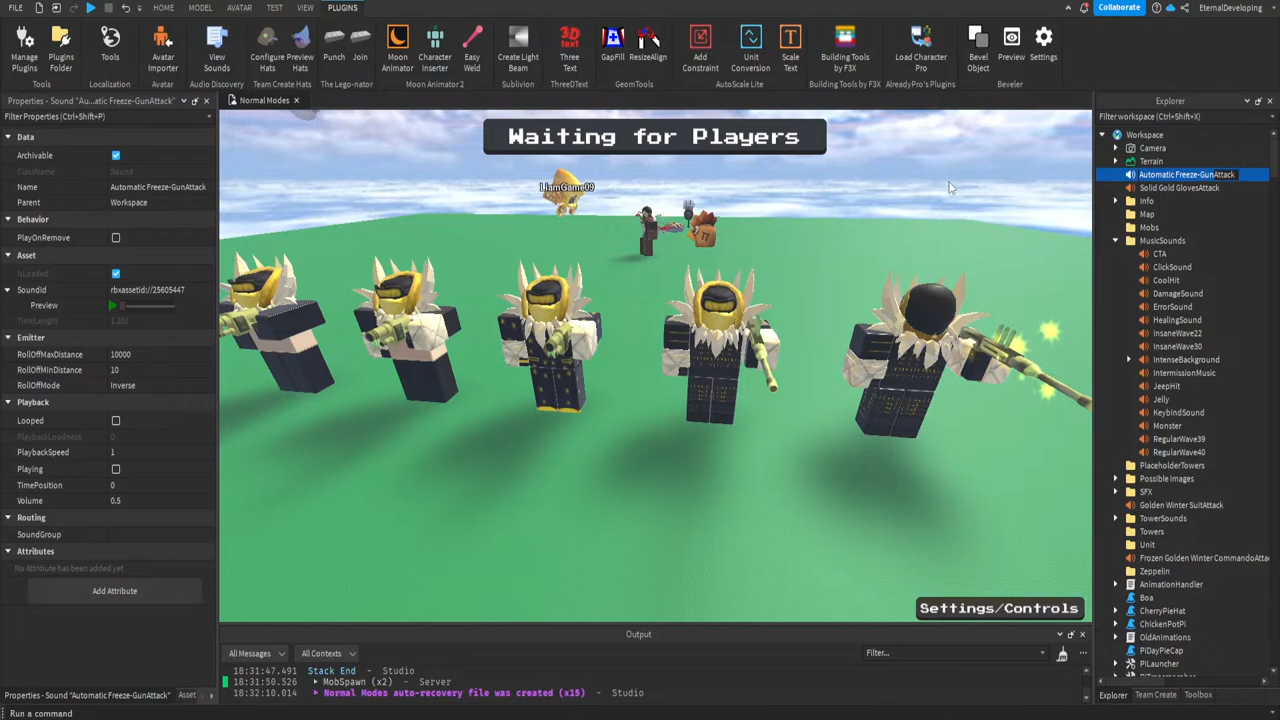 FILE HOME MODEL AVATAR TEST VIEW PLUGINS Collaborate EternalDeveloping
Manage Plugins
Plugins Folder
Tools
Avatar Importer
View Sounds
Configure Hats
Preview Hats
Punch
Join
Moon Animator
Character Inserter
Easy Weld
Create Light Beam
Three Text
GapFill
ResizeAlign
Add Constraint
Unit Conversion
Scale Text
Building Tools by F3X
Load Character Pro
Bevel Object
Preview
Settings
Tools Localization Avatar Audio Discovery Team Create Hats The Lego-nator Moon Animator 2 Sublivion ThreeDText GeomTools AutoScale Lite Building Tools by F3X AlreadyPro's Plugins Beveler
Properties - Sound "Au...atic Freeze-GunAttack"
Filter Properties (Ctrl+Shift+P)
Data
Archivable
ClassName Sound
Name Automatic Freeze-GunAttack
Parent Workspace
Behavior
PlayOnRemove
Asset
IsLoaded
SoundId rbxassetid://25605447
Preview
TimeLength
Emitter
RollOffMaxDistance 10000
RollOffMinDistance 10
RollOffMode Inverse
Playback
Looped
PlaybackLoudness 0
PlaybackSpeed 1
Playing
TimePosition 0
Volume 0.5
Routing
SoundGroup
Attributes
No Attribute has been added yet
Add Attribute
Properties - Sound "Automatic Freeze-GunAttack" Asset
Run a command
Normal Modes
Waiting for Players
LiamGame09
Settings/Controls
Output
All Messages All Contexts Filter...
18:31:47.491 Stack End - Studio
18:31:50.526 MobSpawn (x2) - Server
18:32:10.014 Normal Modes auto-recovery file was created (x15) - Studio
Explorer
Filter workspace (Ctrl+Shift+X)
Workspace
Camera
Terrain
Automatic Freeze-GunAttack
Solid Gold GlovesAttack
Info
Map
Mobs
MusicSounds
CTA
ClickSound
CoolHit
DamageSound
ErrorSound
HealingSound
InsaneWave22
InsaneWave30
IntenseBackground
IntermissionMusic
JeepHit
Jelly
KeybindSound
Monster
RegularWave39
RegularWave40
PlaceholderTowers
Possible Images
SFX
Golden Winter SuitAttack
TowerSounds
Towers
Unit
Frozen Golden Winter CommandoAtta
Zeppelin
AnimationHandler
Boa
CherryPieHat
ChickenPotPi
OldAnimations
PiDayPieCap
PiLauncher
Explorer Team Create Toolbox